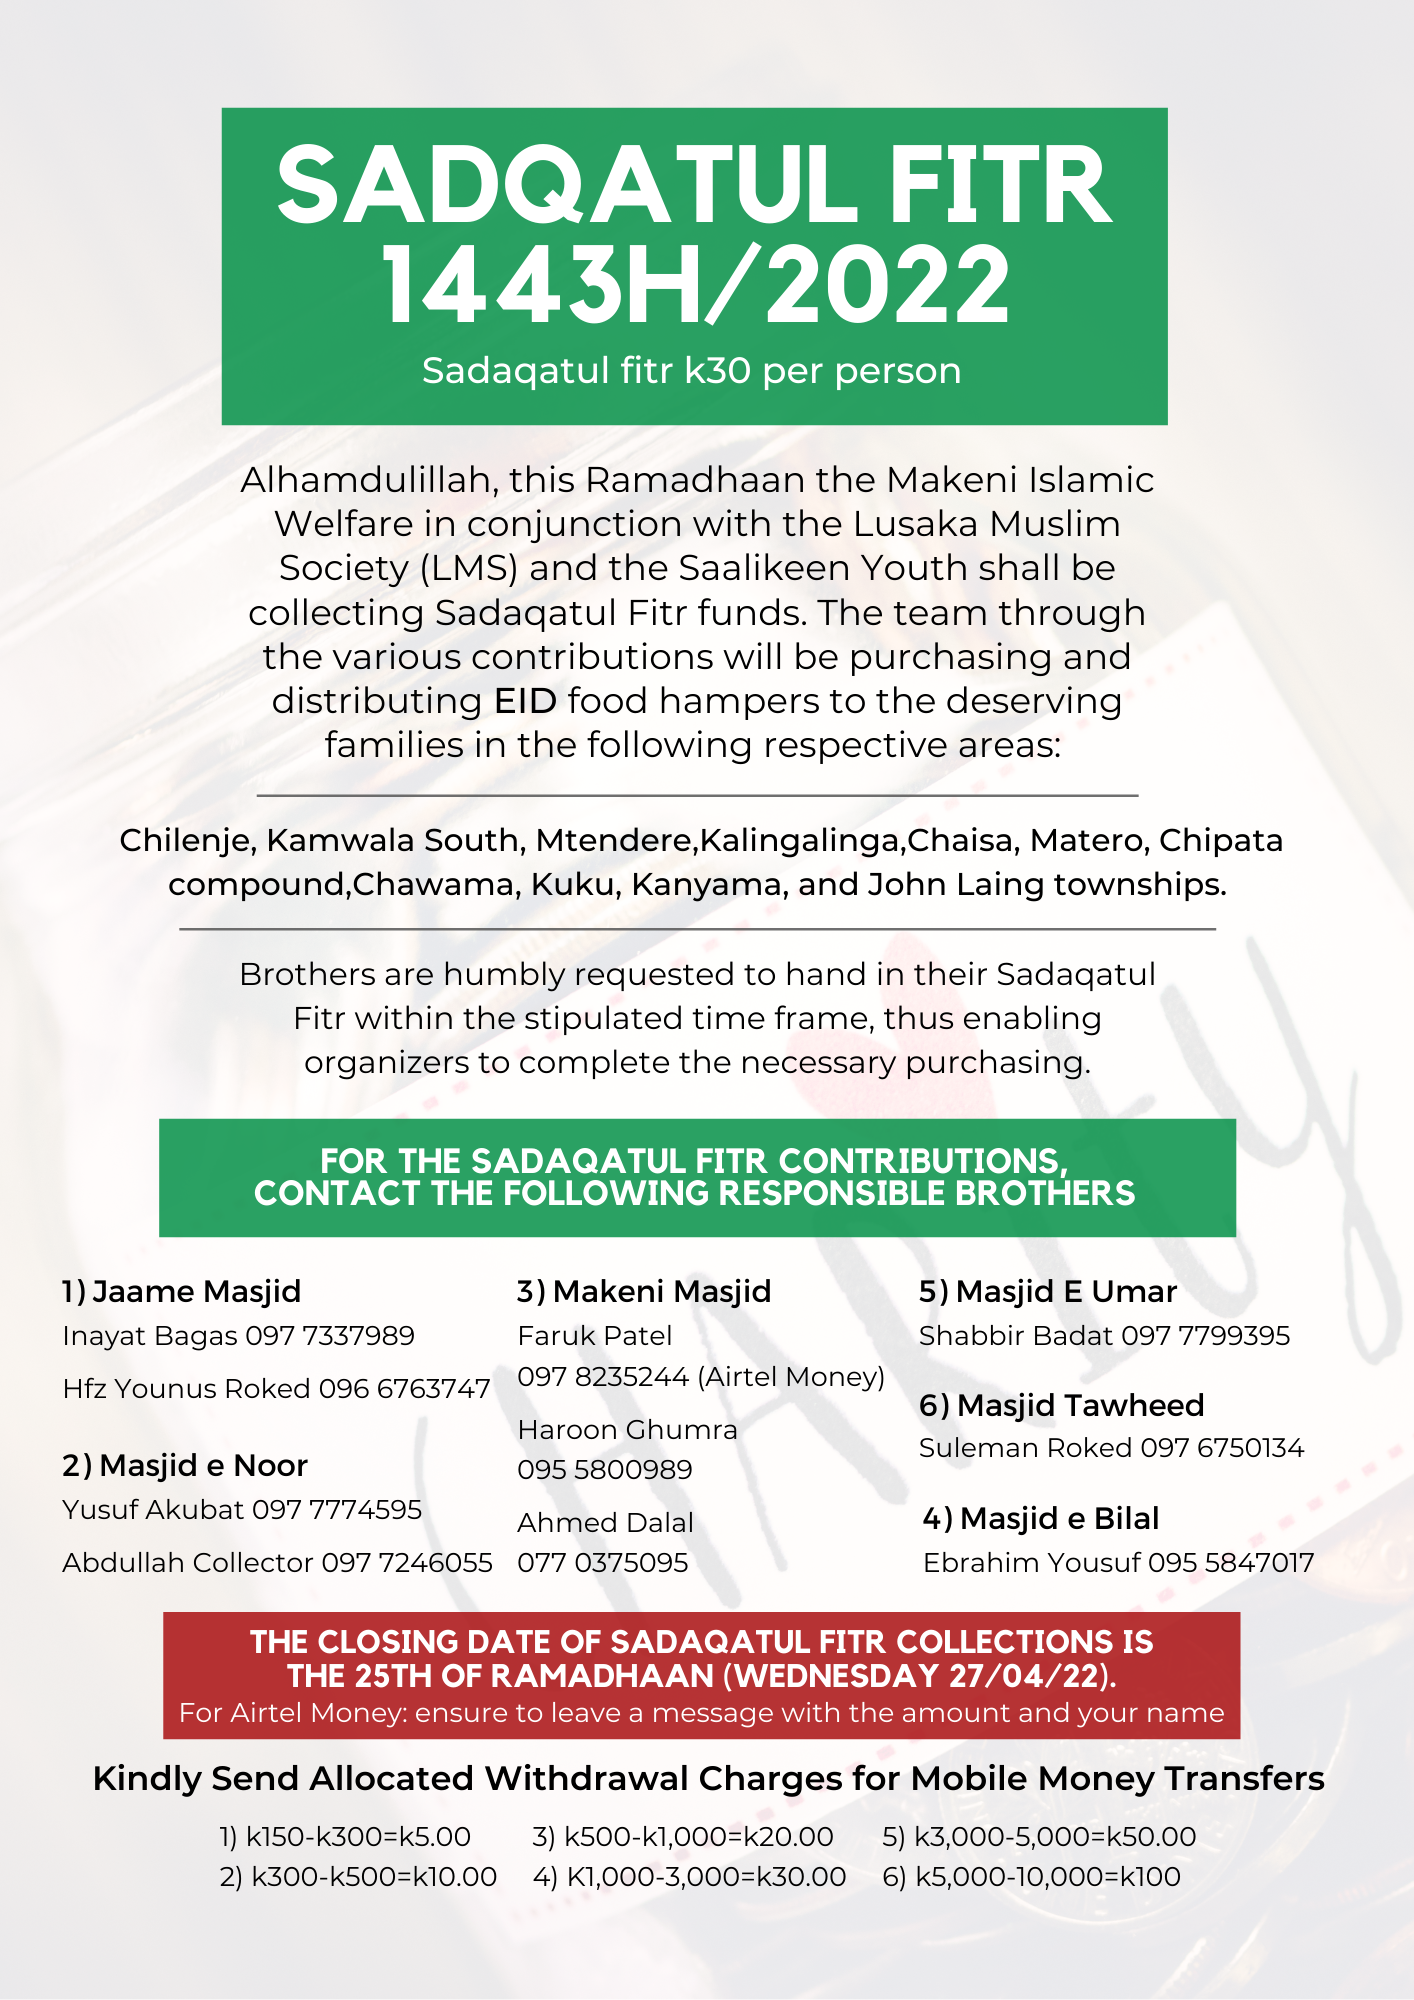 SADQATUL FITR
1443H/2022
Sadaqatul fitr k30 per person
Alhamdulillah, this Ramadhaan the Makeni Islamic
Welfare in conjunction with the Lusaka Muslim
Society (LMS) and the Saalikeen Youth shall be
collecting Sadaqatul Fitr funds. The team through
the various contributions will be purchasing and
distributing EID food hampers to the deserving
families in the following respective areas:
Chilenje, Kamwala South, Mtendere,Kalingalinga,Chaisa, Matero, Chipata
compound,Chawama, Kuku, Kanyama, and John Laing townships.
Brothers are humbly requested to hand in their Sadaqatul
Fitr within the stipulated time frame, thus enabling
organizers to complete the necessary purchasing.
FOR THE SADAQATUL FITR CONTRIBUTIONS,
CONTACT THE FOLLOWING RESPONSIBLE BROTHERS
1) Jaame Masjid
Inayat Bagas 097 7337989
Hfz Younus Roked 096 6763747
2) Masjid e Noor
Yusuf Akubat 097 7774595
Abdullah Collector 097 7246055
3) Makeni Masjid
Faruk Patel
097 8235244 (Airtel Money)
Haroon Ghumra
095 5800989
Ahmed Dalal
077 0375095
5) Masjid E Umar
Shabbir Badat 097 7799395
6) Masjid Tawheed
Suleman Roked 097 6750134
4) Masjid e Bilal
Ebrahim Yousuf 095 5847017
CHARITY
THE CLOSING DATE OF SADAQATUL FITR COLLECTIONS IS
THE 25TH OF RAMADHAAN (WEDNESDAY 27/04/22).
For Airtel Money: ensure to leave a message with the amount and your name
Kindly Send Allocated Withdrawal Charges for Mobile Money Transfers
1) k150-k300=k5.00
2) k300-k500=k10.00
3) k500-k1,000=k20.00
4) K1,000-3,000=k30.00
5) k3,000-5,000=k50.00
6) k5,000-10,000=k100